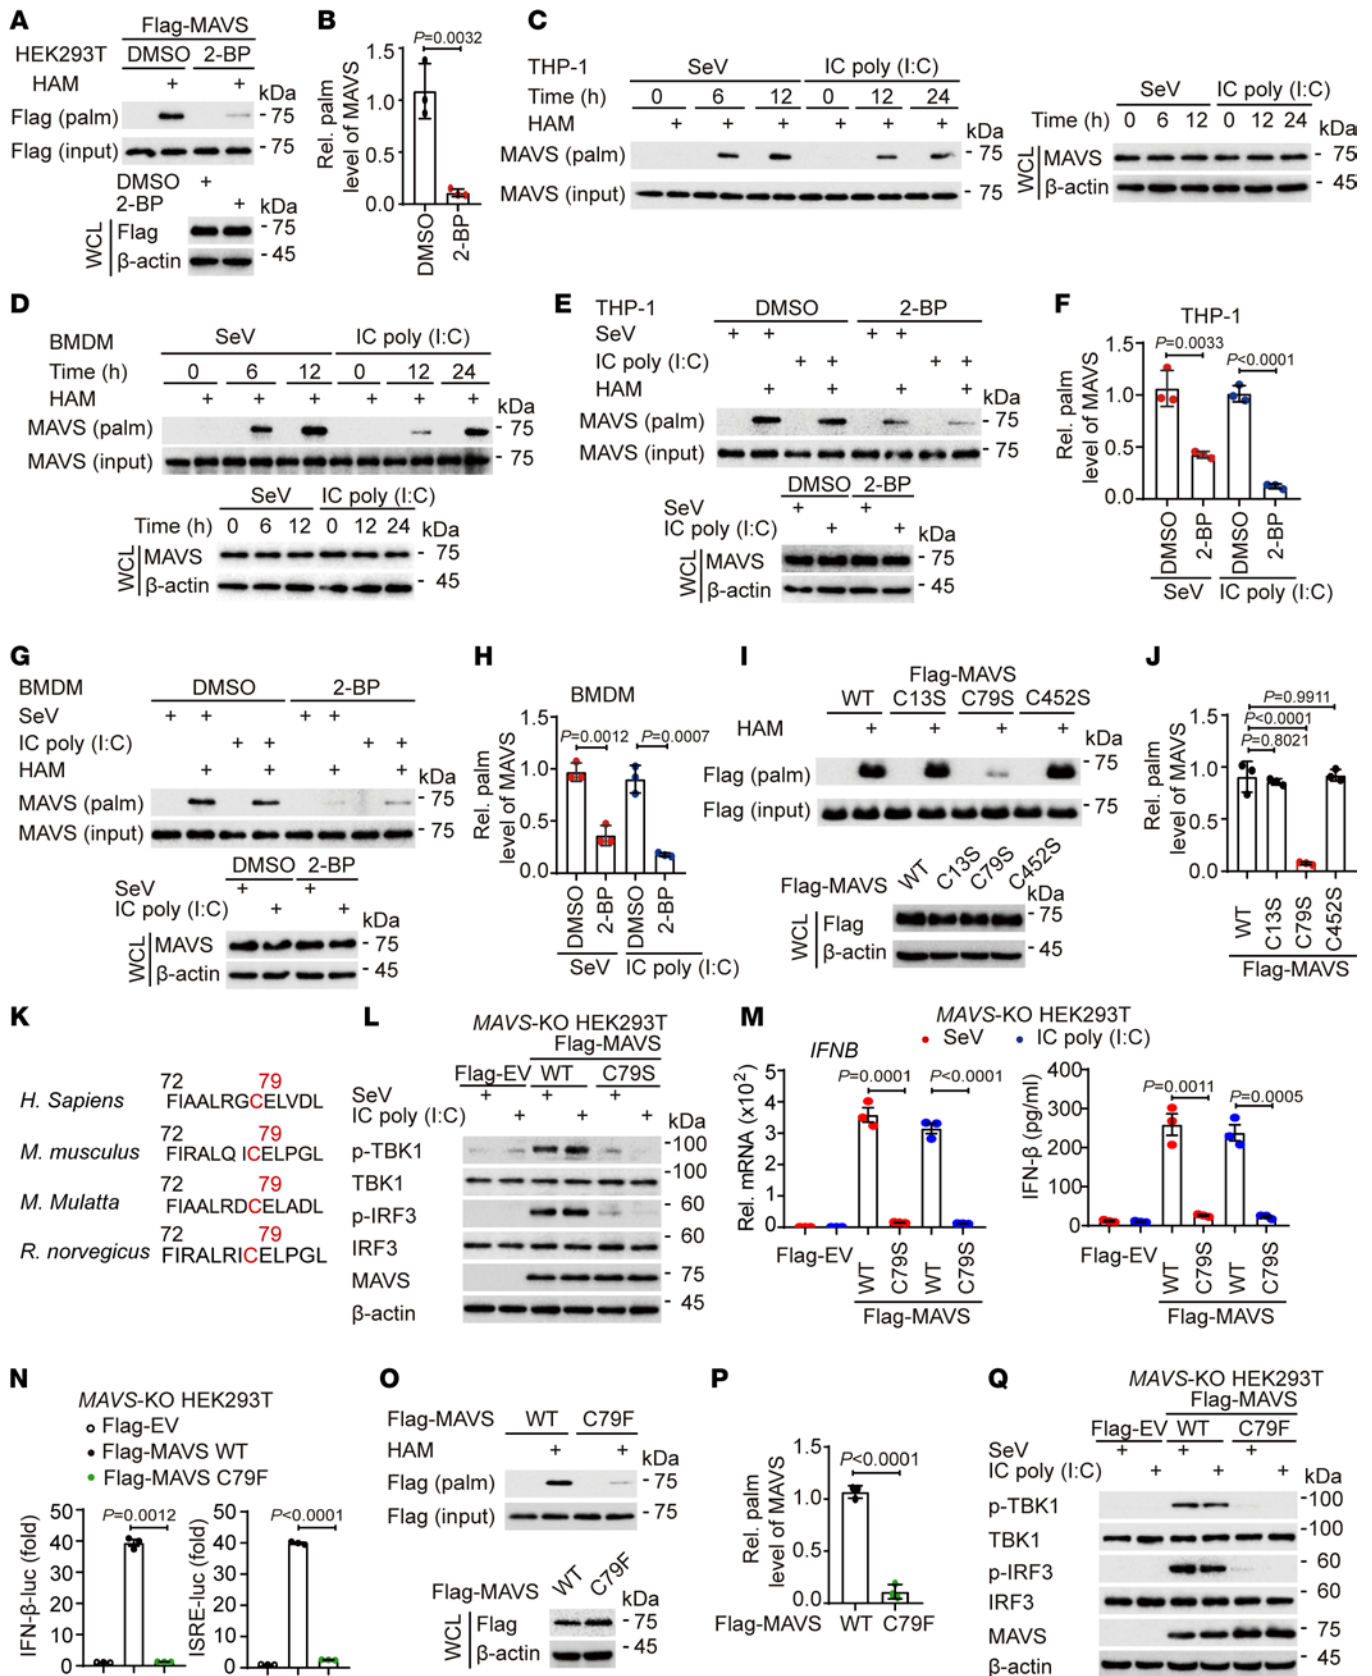 A
Flag-MAVS
HEK293T DMSO 2-BP
HAM + +
kDa
Flag (palm) - 75
Flag (input) - 75
DMSO +
2-BP +
kDa
WCL
Flag - 75
β-actin - 45
B
P=0.0032
Rel. palm
level of MAVS
1.5
1.0
0.5
0.0
DMSO
2-BP
C
THP-1 SeV IC poly (I:C)
Time (h) 0 6 12 0 12 24
HAM + + + + + +
kDa
MAVS (palm) - 75
MAVS (input) - 75
SeV IC poly (I:C)
Time (h) 0 6 12 0 12 24 kDa
WCL
MAVS - 75
β-actin - 45
D
BMDM SeV IC poly (I:C)
Time (h) 0 6 12 0 12 24
HAM + + + + + +
kDa
MAVS (palm) - 75
MAVS (input) - 75
SeV IC poly (I:C)
Time (h) 0 6 12 0 12 24 kDa
WCL
MAVS - 75
β-actin - 45
E
THP-1 DMSO 2-BP
SeV + + + +
IC poly (I:C) + + + +
HAM + + + +
kDa
MAVS (palm) - 75
MAVS (input) - 75
DMSO 2-BP
SeV + +
IC poly (I:C) + + kDa
WCL
MAVS - 75
β-actin - 45
F
THP-1
P=0.0033
P<0.0001
Rel. palm
level of MAVS
1.5
1.0
0.5
0.0
DMSO
2-BP
DMSO
2-BP
SeV IC poly (I:C)
G
BMDM DMSO 2-BP
SeV + + + +
IC poly (I:C) + + + +
HAM + + + + kDa
MAVS (palm) - 75
MAVS (input) - 75
DMSO 2-BP
SeV + +
IC poly (I:C) + + kDa
WCL
MAVS - 75
β-actin - 45
H
BMDM
P=0.0012 P=0.0007
Rel. palm
level of MAVS
1.5
1.0
0.5
0.0
DMSO
2-BP
DMSO
2-BP
SeV IC poly (I:C)
I
Flag-MAVS
WT C13S C79S C452S
HAM + + + +
kDa
Flag (palm) - 75
Flag (input) - 75
Flag-MAVS WT C13S C79S C452S kDa
WCL
Flag - 75
β-actin - 45
J
P=0.9911
P<0.0001
P=0.8021
Rel. palm
level of MAVS
1.5
1.0
0.5
0.0
WT
C13S
C79S
C452S
Flag-MAVS
K
72 79
H. Sapiens FIAALRGCELVDL
72 79
M. musculus FIRALQ ICELPGL
72 79
M. Mulatta FIAALRDCELADL
72 79
R. norvegicus FIRALRICELPGL
L
MAVS-KO HEK293T
Flag-MAVS
Flag-EV WT C79S
SeV + + +
IC poly (I:C) + + + kDa
p-TBK1 - 100
TBK1 - 100
p-IRF3 - 60
IRF3 - 60
MAVS - 75
β-actin - 45
M
MAVS-KO HEK293T
SeV IC poly (I:C)
IFNB
P=0.0001
P<0.0001
Rel. mRNA (x10²)
5
4
3
2
1
0
Flag-EV
WT
C79S
WT
C79S
Flag-MAVS
P=0.0011
P=0.0005
IFN-β (pg/ml)
400
300
200
100
0
Flag-EV
WT
C79S
WT
C79S
Flag-MAVS
N
MAVS-KO HEK293T
Flag-EV
Flag-MAVS WT
Flag-MAVS C79F
P=0.0012
IFN-β-luc (fold)
50
40
30
20
10
0
P<0.0001
ISRE-luc (fold)
50
40
30
20
10
0
O
Flag-MAVS WT C79F
HAM + + kDa
Flag (palm) - 75
Flag (input) - 75
Flag-MAVS WT C79F kDa
WCL
Flag - 75
β-actin - 45
P
P<0.0001
Rel. palm
level of MAVS
1.5
1.0
0.5
0.0
Flag-MAVS WT C79F
Q
MAVS-KO HEK293T
Flag-MAVS
Flag-EV WT C79F
SeV + + +
IC poly (I:C) + + + kDa
p-TBK1 - 100
TBK1 - 100
p-IRF3 - 60
IRF3 - 60
MAVS - 75
β-actin - 45